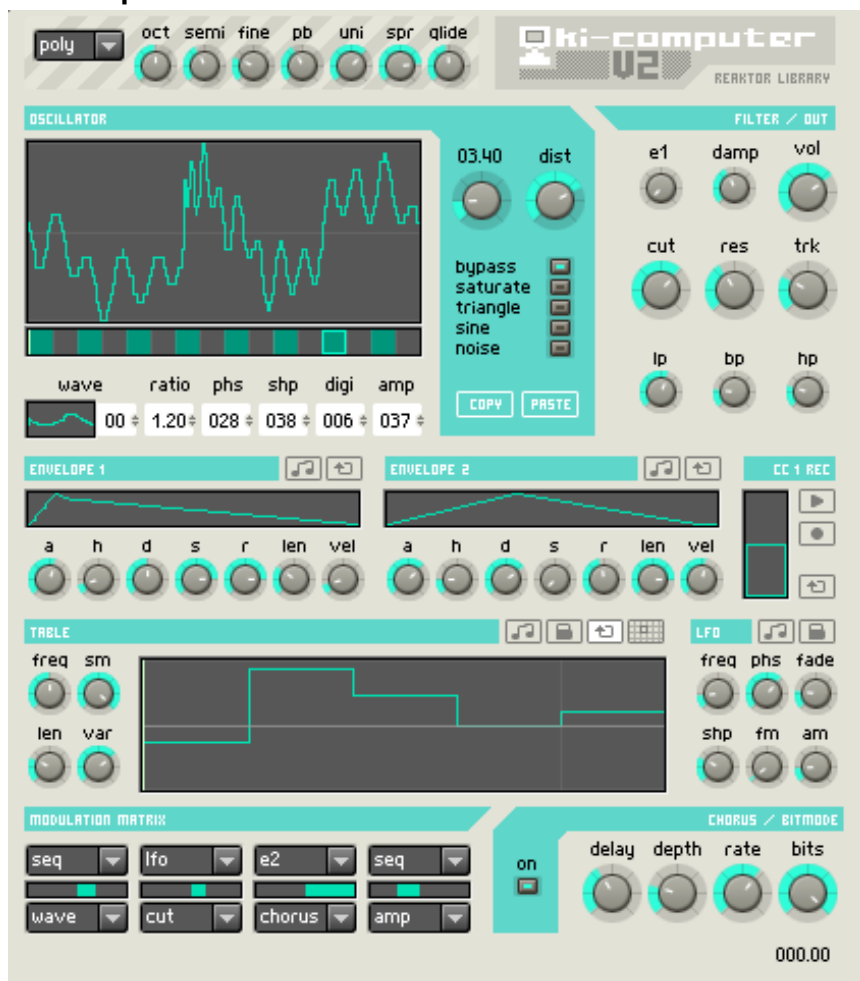 poly
oct semi fine pb uni spr glide
ki-computer
V2
REAKTOR LIBRARY
OSCILLATOR
FILTER / OUT
03.40 dist
e1 damp vol
cut res trk
bypass
saturate
triangle
sine
noise
lp bp hp
wave ratio phs shp digi amp
00 1.20 028 038 006 037
COPY PASTE
ENVELOPE 1
ENVELOPE 2
CC 1 REC
a h d s r len vel
a h d s r len vel
TABLE
LFO
freq sm
len var
freq phs fade
shp fm am
MODULATION MATRIX
CHORUS / BITMODE
seq lfo e2 seq
wave cut chorus amp
on
delay depth rate bits
000.00